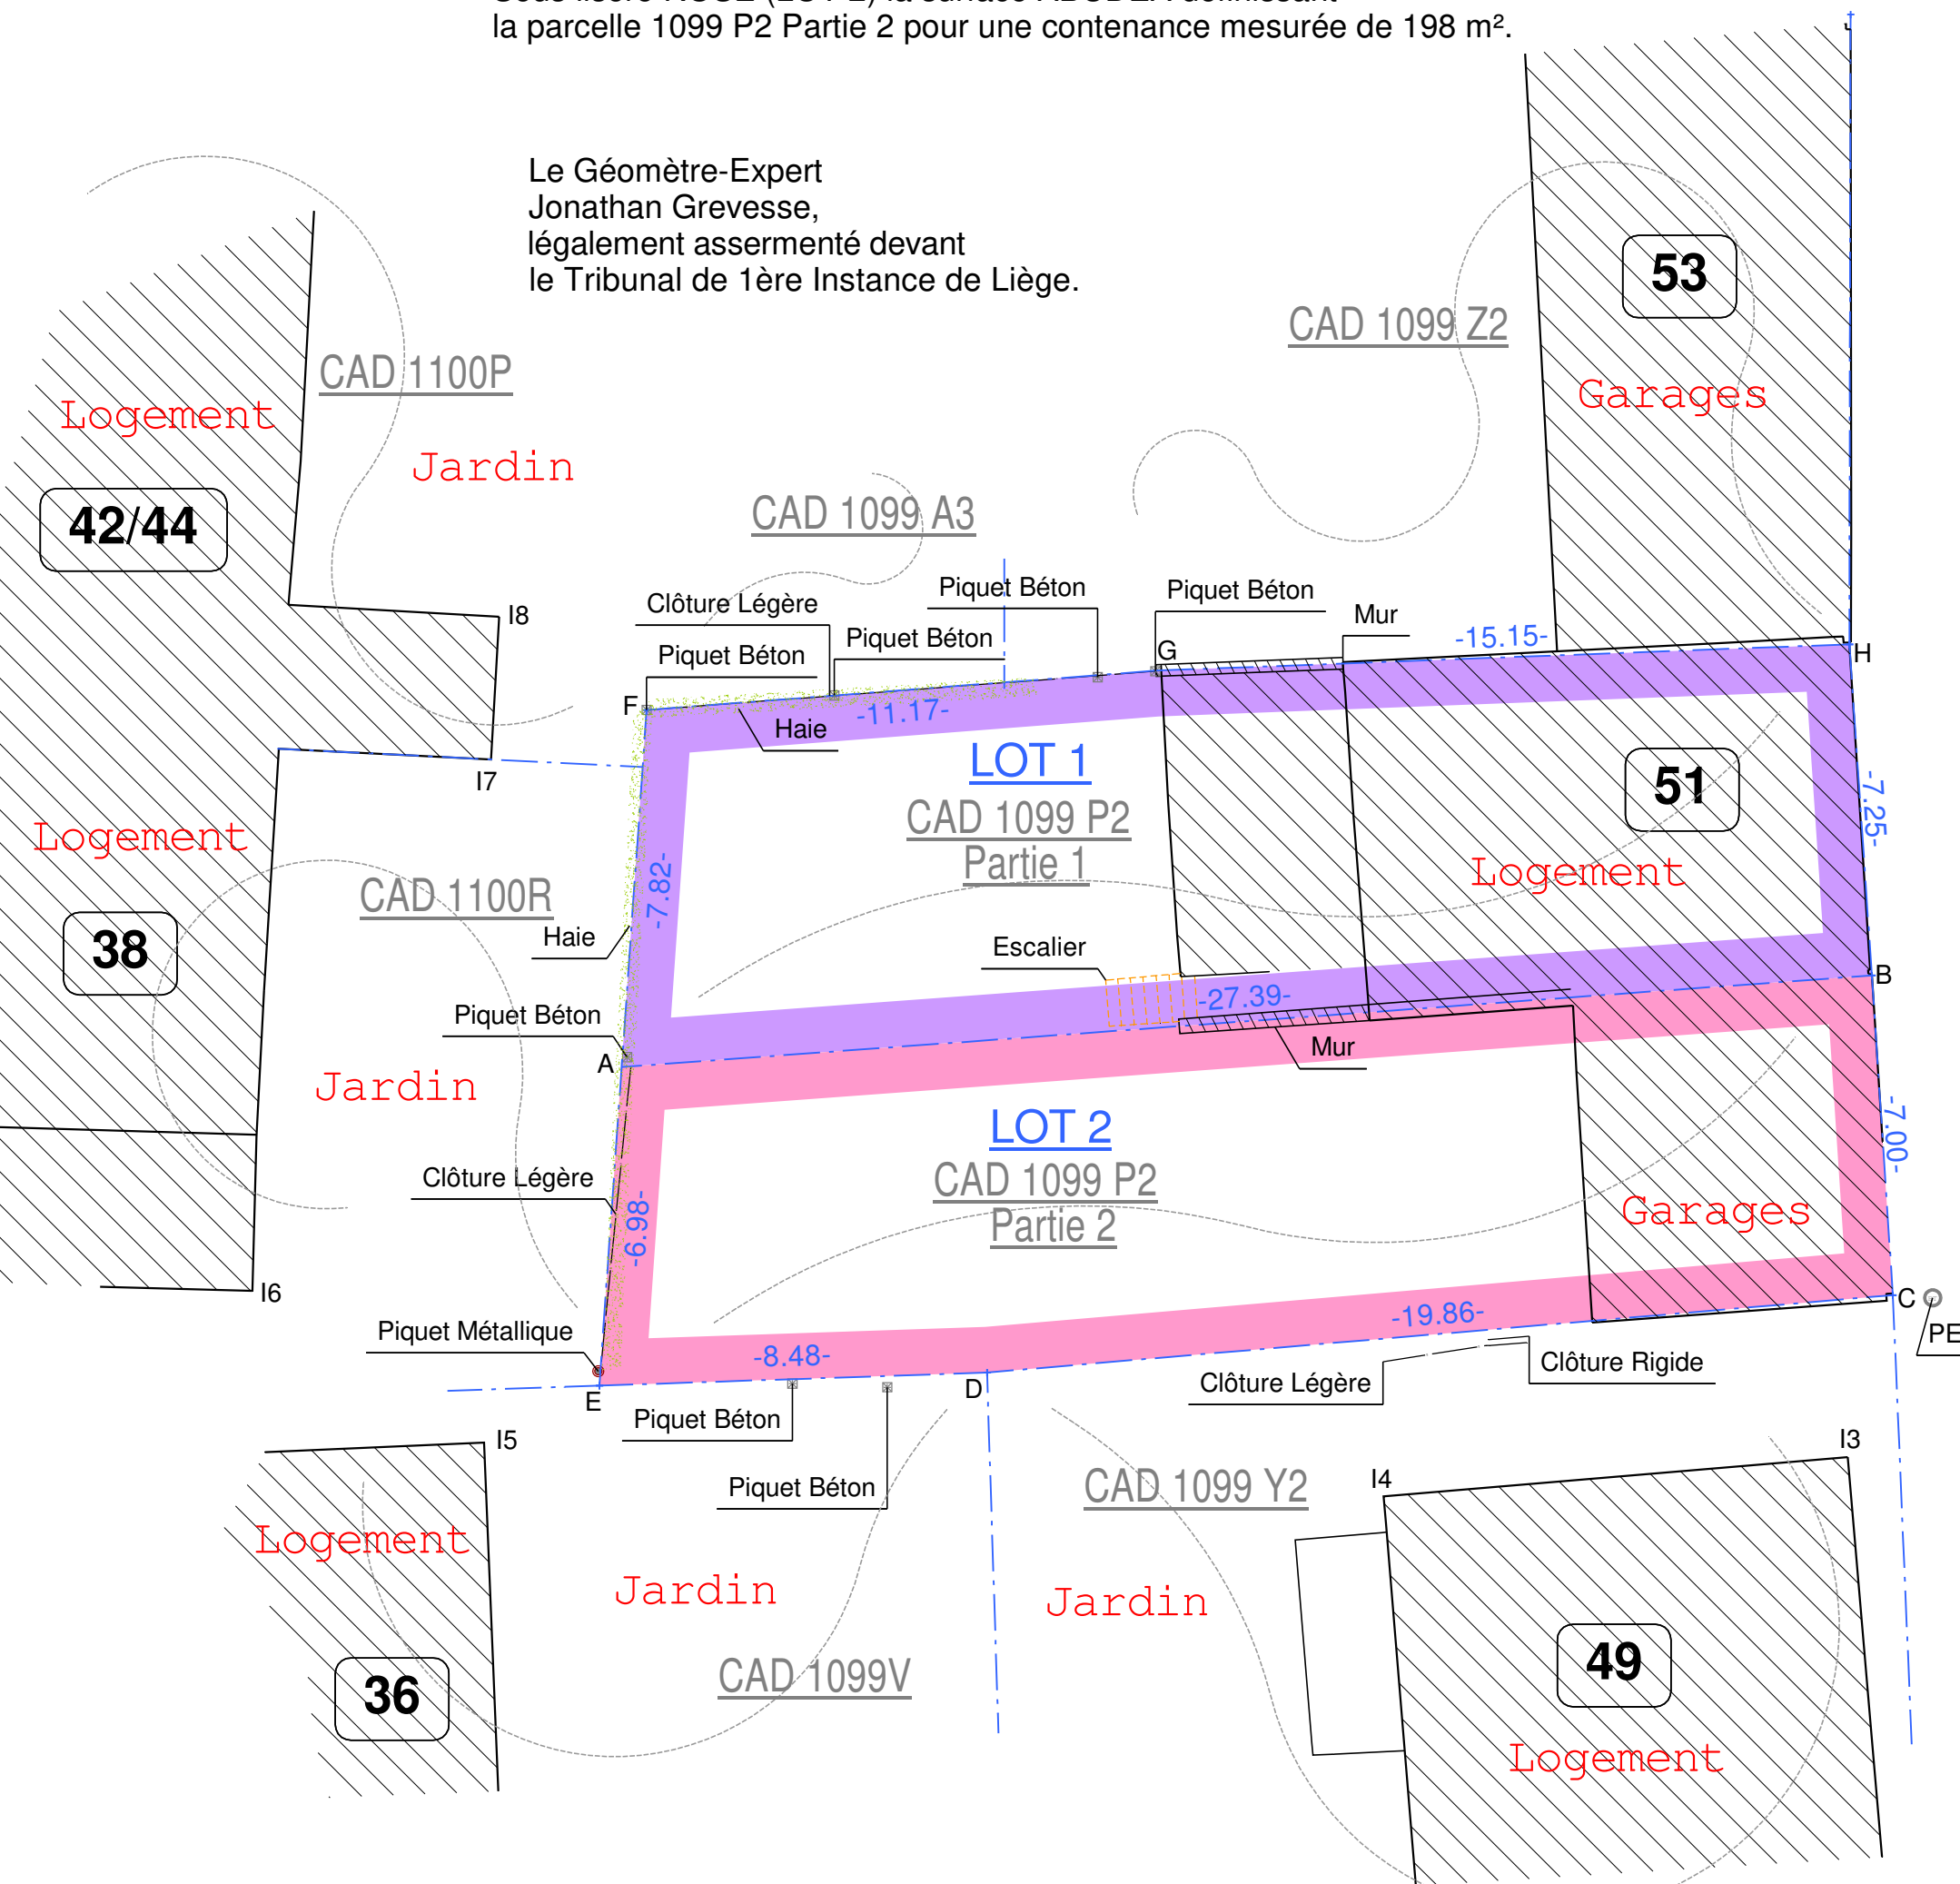 la parcelle 1099 P2 Partie 2 pour une contenance mesurée de 198 m².
Le Géomètre-Expert
Jonathan Grevesse,
légalement assermenté devant
le Tribunal de 1ère Instance de Liège.
53
CAD 1099 Z2
CAD 1100P
Garages
Logement
Jardin
42/44
CAD 1099 A3
Piquet Béton
Piquet Béton
Clôture Légère
I8
Mur
Piquet Béton
-15.15-
G
Piquet Béton
H
F
-11.17-
Haie
LOT 1
I7
51
-7.25-
CAD 1099 P2
Partie 1
Logement
Logement
-7.82-
CAD 1100R
Haie
38
Escalier
B
-27.39-
Piquet Béton
Mur
A
Jardin
LOT 2
-7.00-
CAD 1099 P2
Partie 2
Clôture Légère
Garages
-6.98-
I6
C
-19.86-
Piquet Métallique
PE
-8.48-
Clôture Rigide
Clôture Légère
D
E
Piquet Béton
I5
I3
I4
Piquet Béton
CAD 1099 Y2
Logement
Jardin
Jardin
CAD 1099V
36
49
Logement